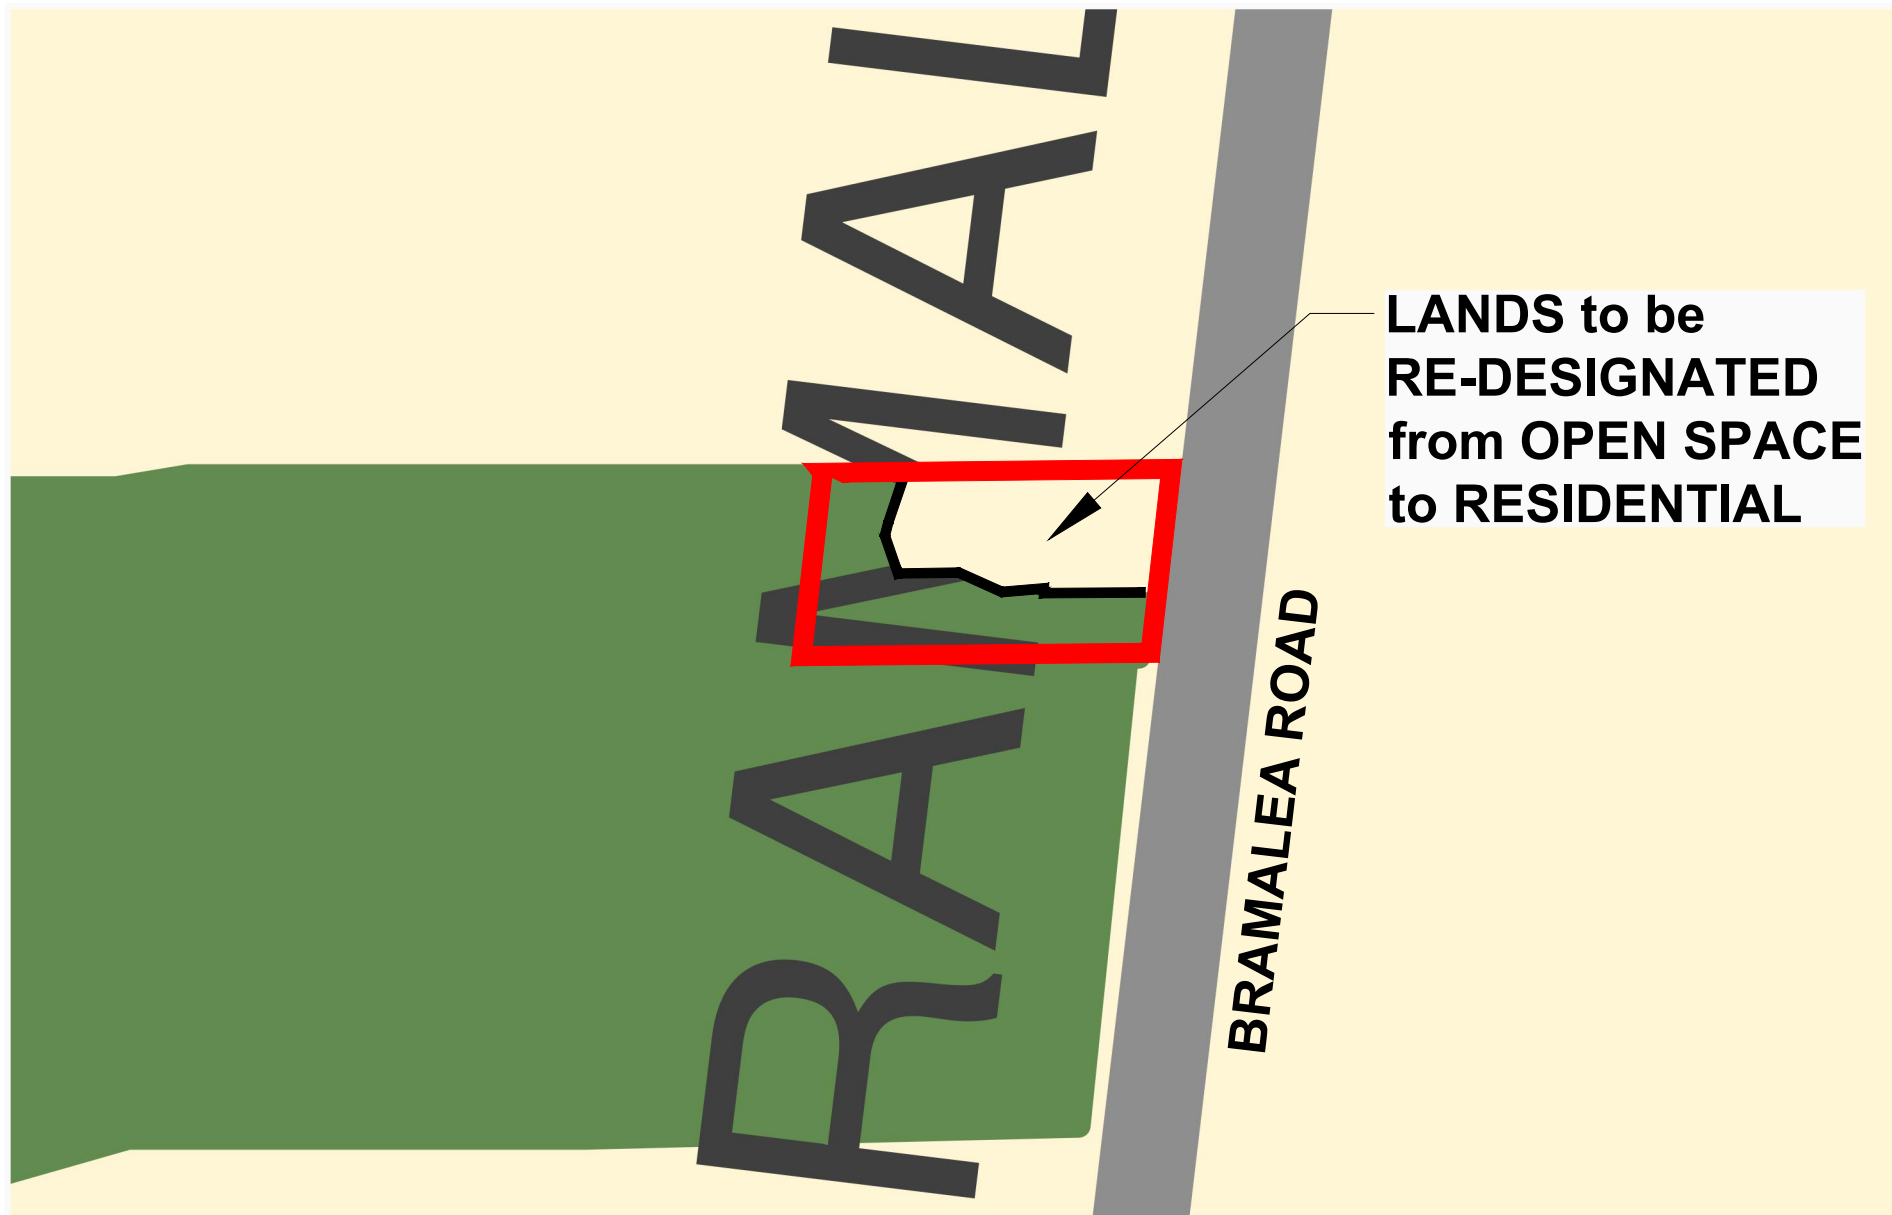 LANDS to be
RE-DESIGNATED
from OPEN SPACE
to RESIDENTIAL
BRAMALEA ROAD
RAMAL